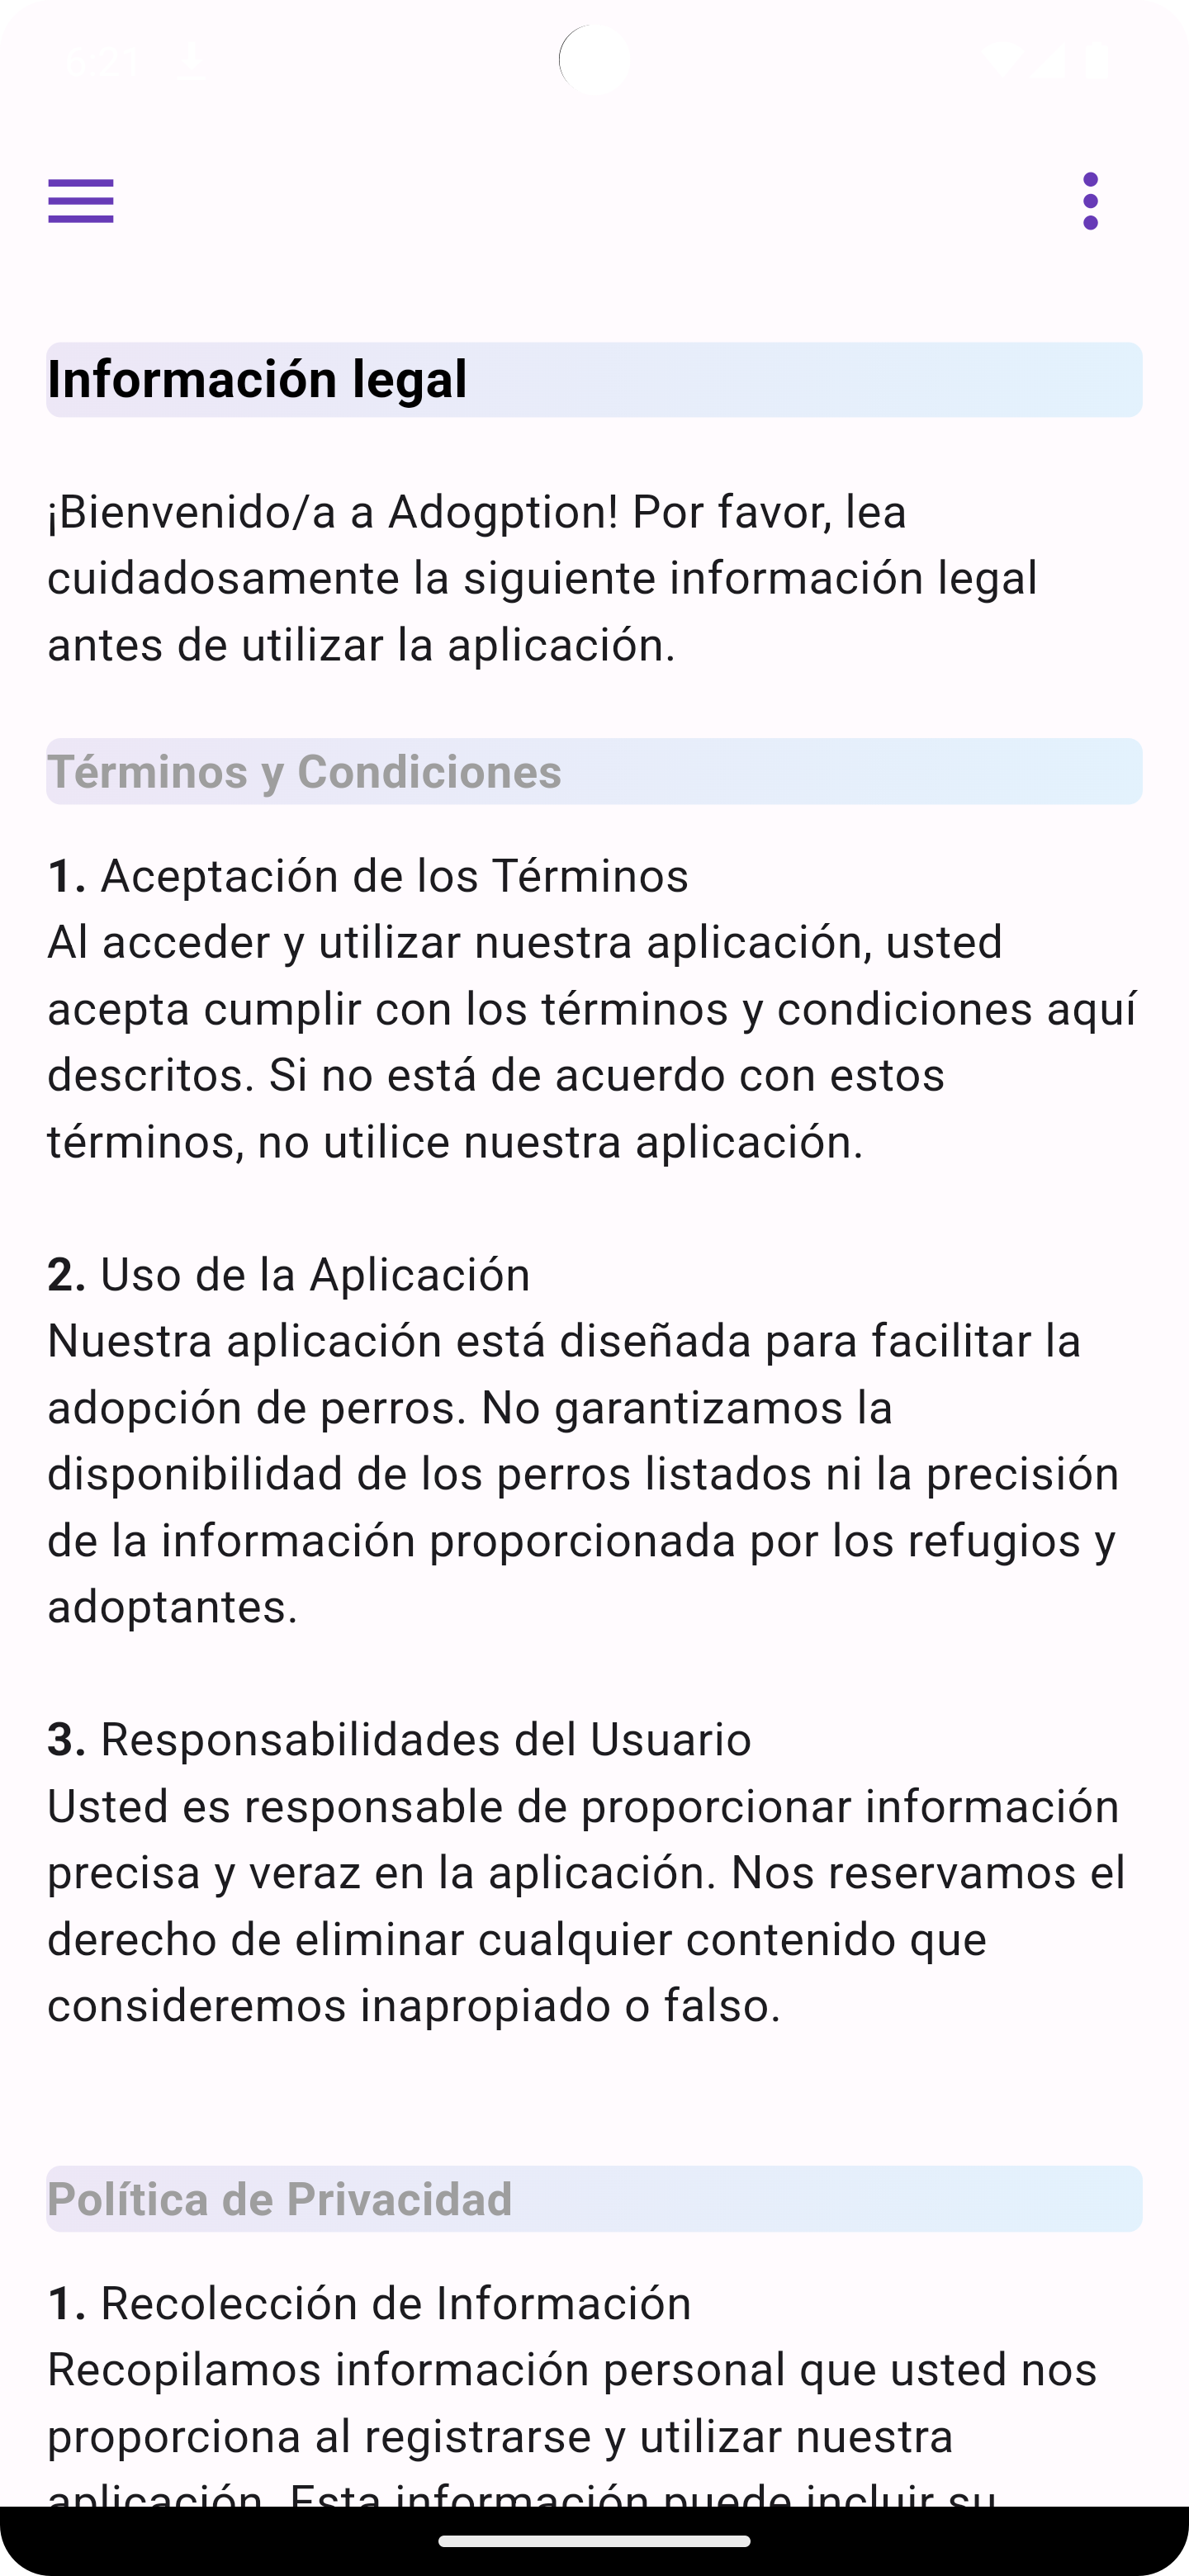 Información legal
¡Bienvenido/a a Adogption! Por favor, lea
cuidadosamente la siguiente información legal
antes de utilizar la aplicación.
Términos y Condiciones
1. Aceptación de los Términos
Al acceder y utilizar nuestra aplicación, usted
acepta cumplir con los términos y condiciones aquí
descritos. Si no está de acuerdo con estos
términos, no utilice nuestra aplicación.
2. Uso de la Aplicación
Nuestra aplicación está diseñada para facilitar la
adopción de perros. No garantizamos la
disponibilidad de los perros listados ni la precisión
de la información proporcionada por los refugios y
adoptantes.
3. Responsabilidades del Usuario
Usted es responsable de proporcionar información
precisa y veraz en la aplicación. Nos reservamos el
derecho de eliminar cualquier contenido que
consideremos inapropiado o falso.
Política de Privacidad
1. Recolección de Información
Recopilamos información personal que usted nos
proporciona al registrarse y utilizar nuestra
aplicación. Esta información puede incluir su